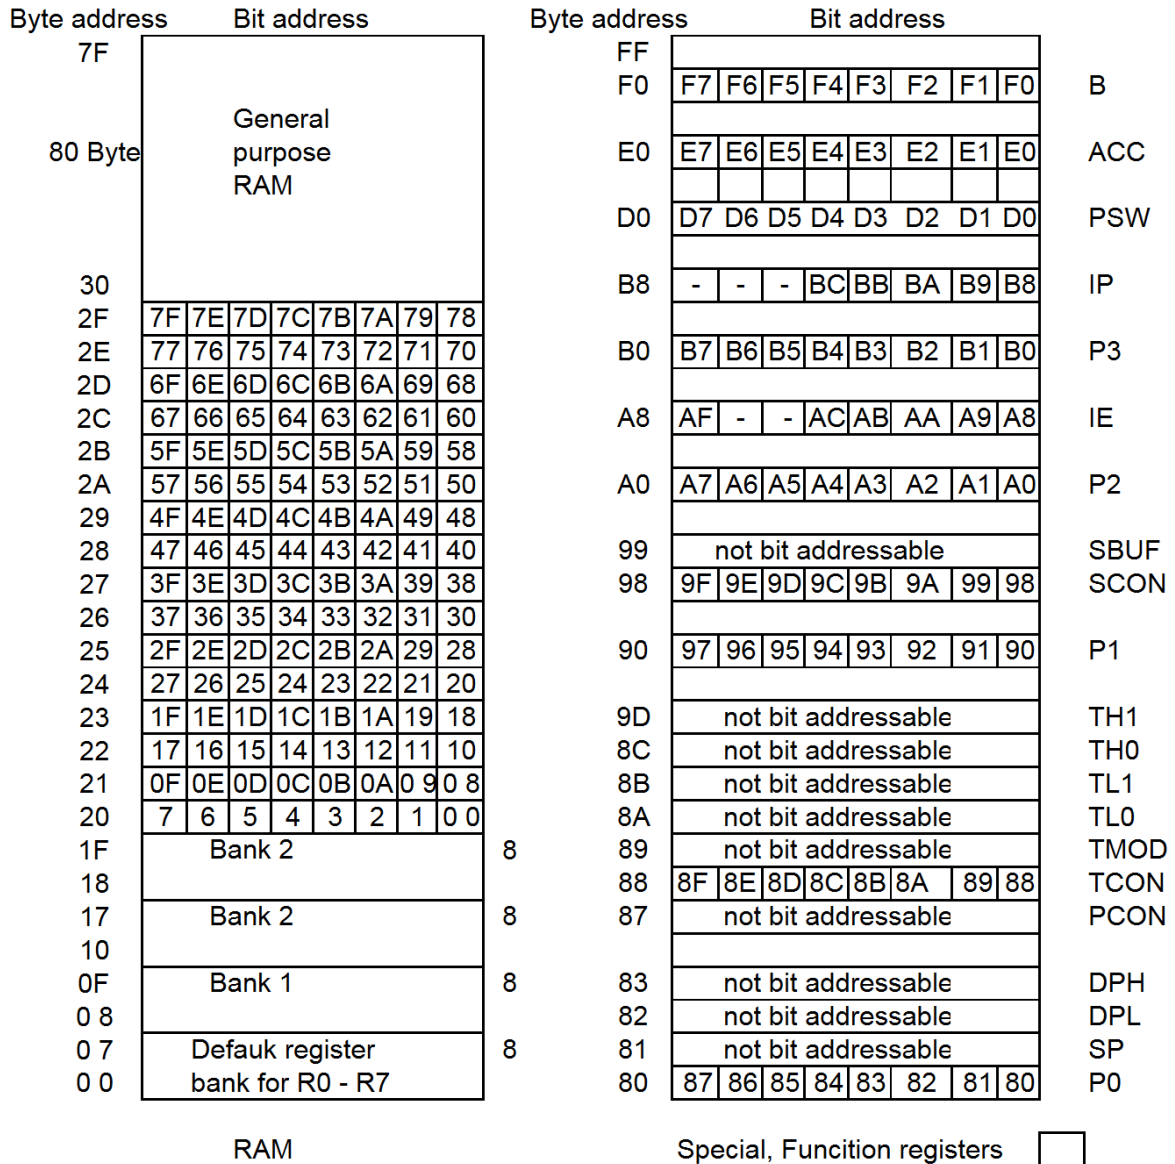 Byte address Bit address Byte address Bit address
7F FF
F0 F7 F6 F5 F4 F3 F2 F1 F0 B
General
80 Byte purpose E0 E7 E6 E5 E4 E3 E2 E1 E0 ACC
RAM
D0 D7 D6 D5 D4 D3 D2 D1 D0 PSW
30 B8 - - - BC BB BA B9 B8 IP
2F 7F 7E 7D 7C 7B 7A 79 78
2E 77 76 75 74 73 72 71 70 B0 B7 B6 B5 B4 B3 B2 B1 B0 P3
2D 6F 6E 6D 6C 6B 6A 69 68
2C 67 66 65 64 63 62 61 60 A8 AF - - AC AB AA A9 A8 IE
2B 5F 5E 5D 5C 5B 5A 59 58
2A 57 56 55 54 53 52 51 50 A0 A7 A6 A5 A4 A3 A2 A1 A0 P2
29 4F 4E 4D 4C 4B 4A 49 48
28 47 46 45 44 43 42 41 40 99 not bit addressable SBUF
27 3F 3E 3D 3C 3B 3A 39 38 98 9F 9E 9D 9C 9B 9A 99 98 SCON
26 37 36 35 34 33 32 31 30
25 2F 2E 2D 2C 2B 2A 29 28 90 97 96 95 94 93 92 91 90 P1
24 27 26 25 24 23 22 21 20
23 1F 1E 1D 1C 1B 1A 19 18 9D not bit addressable TH1
22 17 16 15 14 13 12 11 10 8C not bit addressable TH0
21 0F 0E 0D 0C 0B 0A 0 9 0 8 8B not bit addressable TL1
20 7 6 5 4 3 2 1 0 0 8A not bit addressable TL0
1F Bank 2 8 89 not bit addressable TMOD
18 88 8F 8E 8D 8C 8B 8A 89 88 TCON
17 Bank 2 8 87 not bit addressable PCON
10
0F Bank 1 8 83 not bit addressable DPH
0 8 82 not bit addressable DPL
0 7 Defauk register 8 81 not bit addressable SP
0 0 bank for R0 - R7 80 87 86 85 84 83 82 81 80 P0
RAM Special, Funcition registers